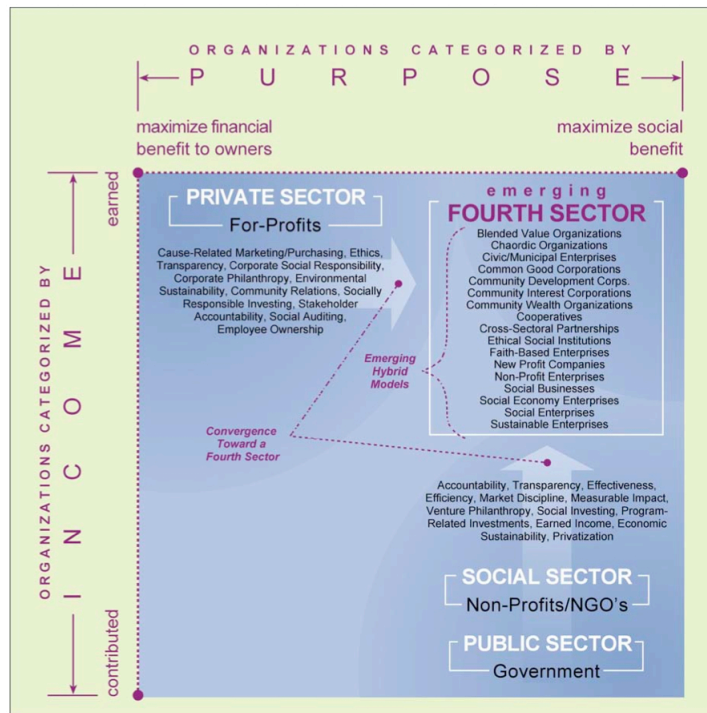 ORGANIZATIONS CATEGORIZED BY
PURPOSE
maximize financial
benefit to owners
maximize social
benefit
ORGANIZATIONS CATEGORIZED BY
INCOME
earned
contributed
PRIVATE SECTOR
For-Profits
Cause-Related Marketing/Purchasing, Ethics,
Transparency, Corporate Social Responsibility,
Corporate Philanthropy, Environmental
Sustainability, Community Relations, Socially
Responsible Investing, Stakeholder
Accountability, Social Auditing,
Employee Ownership
emerging
FOURTH SECTOR
Blended Value Organizations
Chaordic Organizations
Civic/Municipal Enterprises
Common Good Corporations
Community Development Corps.
Community Interest Corporations
Community Wealth Organizations
Cooperatives
Cross-Sectoral Partnerships
Ethical Social Institutions
Faith-Based Enterprises
New Profit Companies
Non-Profit Enterprises
Social Businesses
Social Economy Enterprises
Social Enterprises
Sustainable Enterprises
Emerging
Hybrid
Models
Convergence
Toward a
Fourth Sector
Accountability, Transparency, Effectiveness,
Efficiency, Market Discipline, Measurable Impact,
Venture Philanthropy, Social Investing, Program-
Related Investments, Earned Income, Economic
Sustainability, Privatization
SOCIAL SECTOR
Non-Profits/NGO's
PUBLIC SECTOR
Government